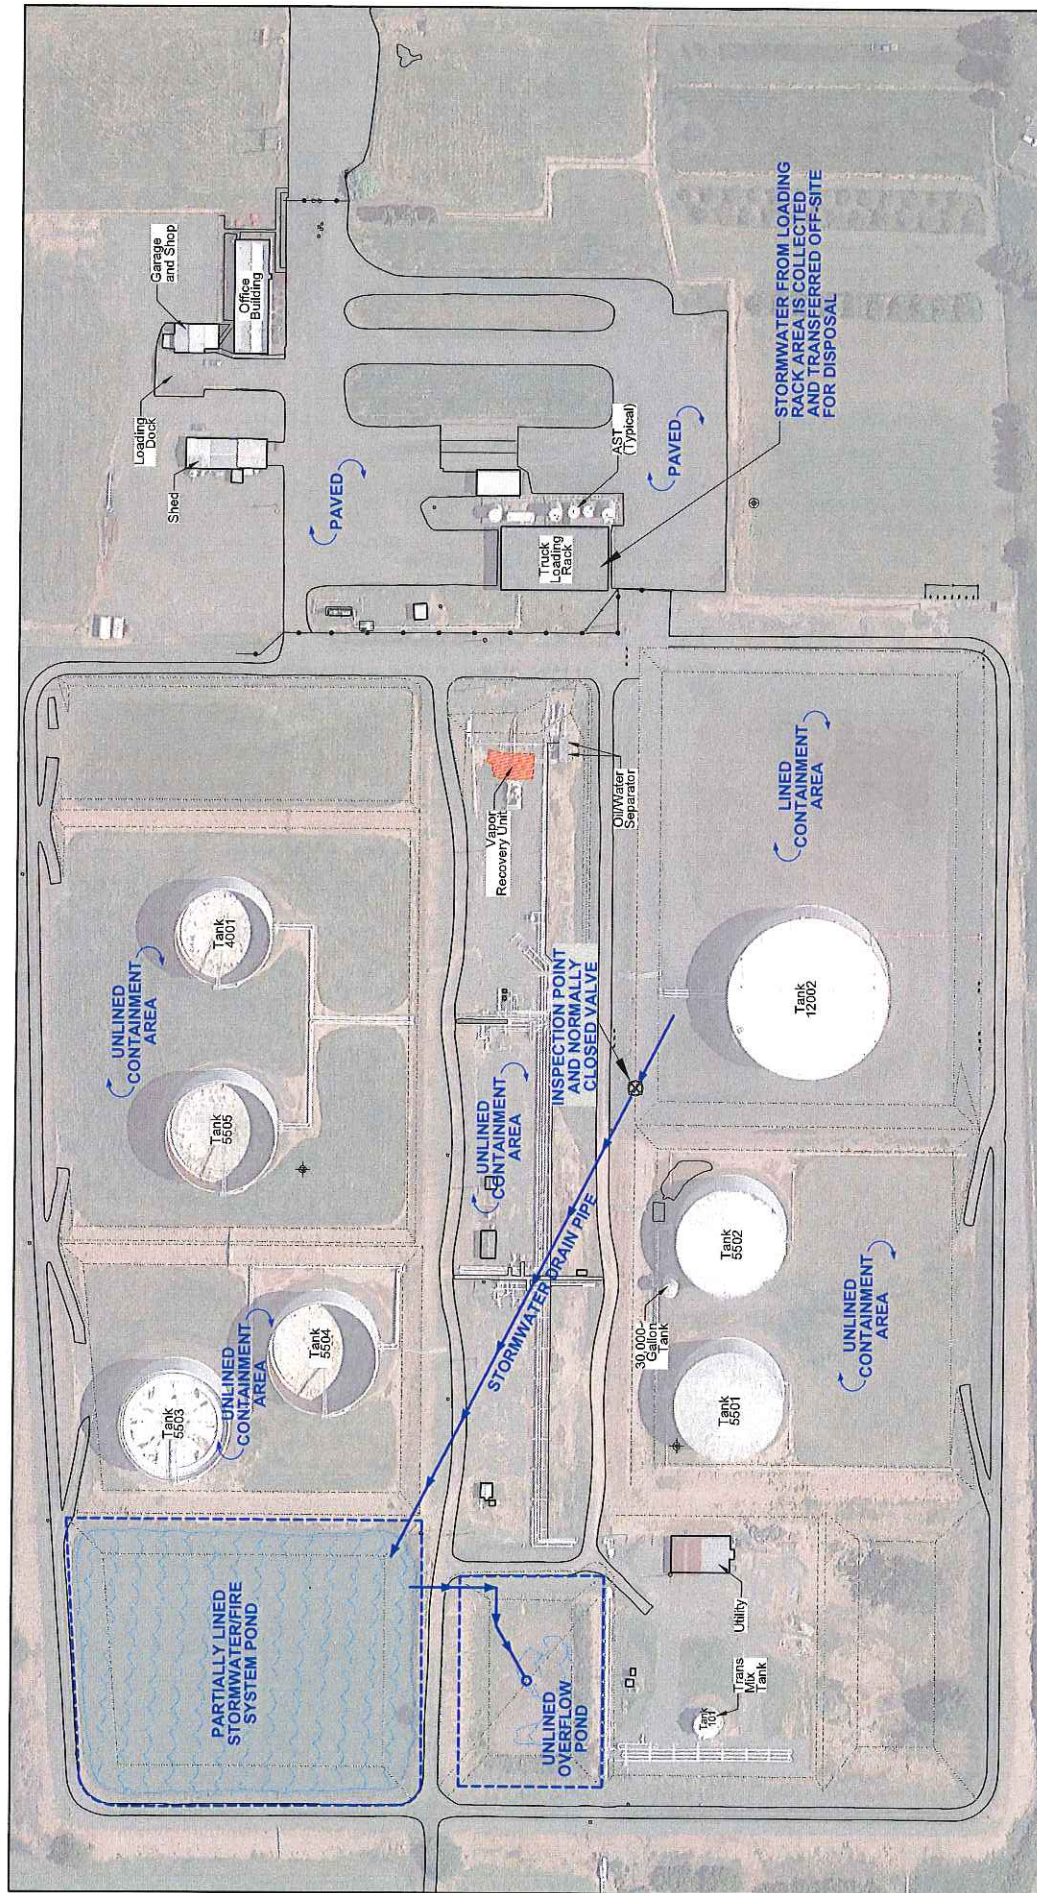 Garage
and Shop
Office
Building
Loading
Dock
Shed
PAVED
AST
(Typical)
PAVED
Truck
Loading
Rack
STORMWATER FROM LOADING
RACK AREA IS COLLECTED
AND TRANSFERRED OFF-SITE
FOR DISPOSAL
Vapor
Recovery Unit
Oil/Water
Separator
LINED
CONTAINMENT
AREA
Tank
4001
UNLINED
CONTAINMENT
AREA
Tank
5505
INSPECTION POINT
AND NORMALLY
CLOSED VALVE
Tank
12002
UNLINED
CONTAINMENT
AREA
STORMWATER DRAIN PIPE
Tank
5502
30,000-
Gallon
Tank
Tank
5501
UNLINED
CONTAINMENT
AREA
Tank
5504
UNLINED
CONTAINMENT
AREA
Tank
5503
PARTIALLY LINED
STORMWATER/FIRE
SYSTEM POND
UNLINED
OVERFLOW
POND
Utility
Trans
Mix
Tank
Tank
101